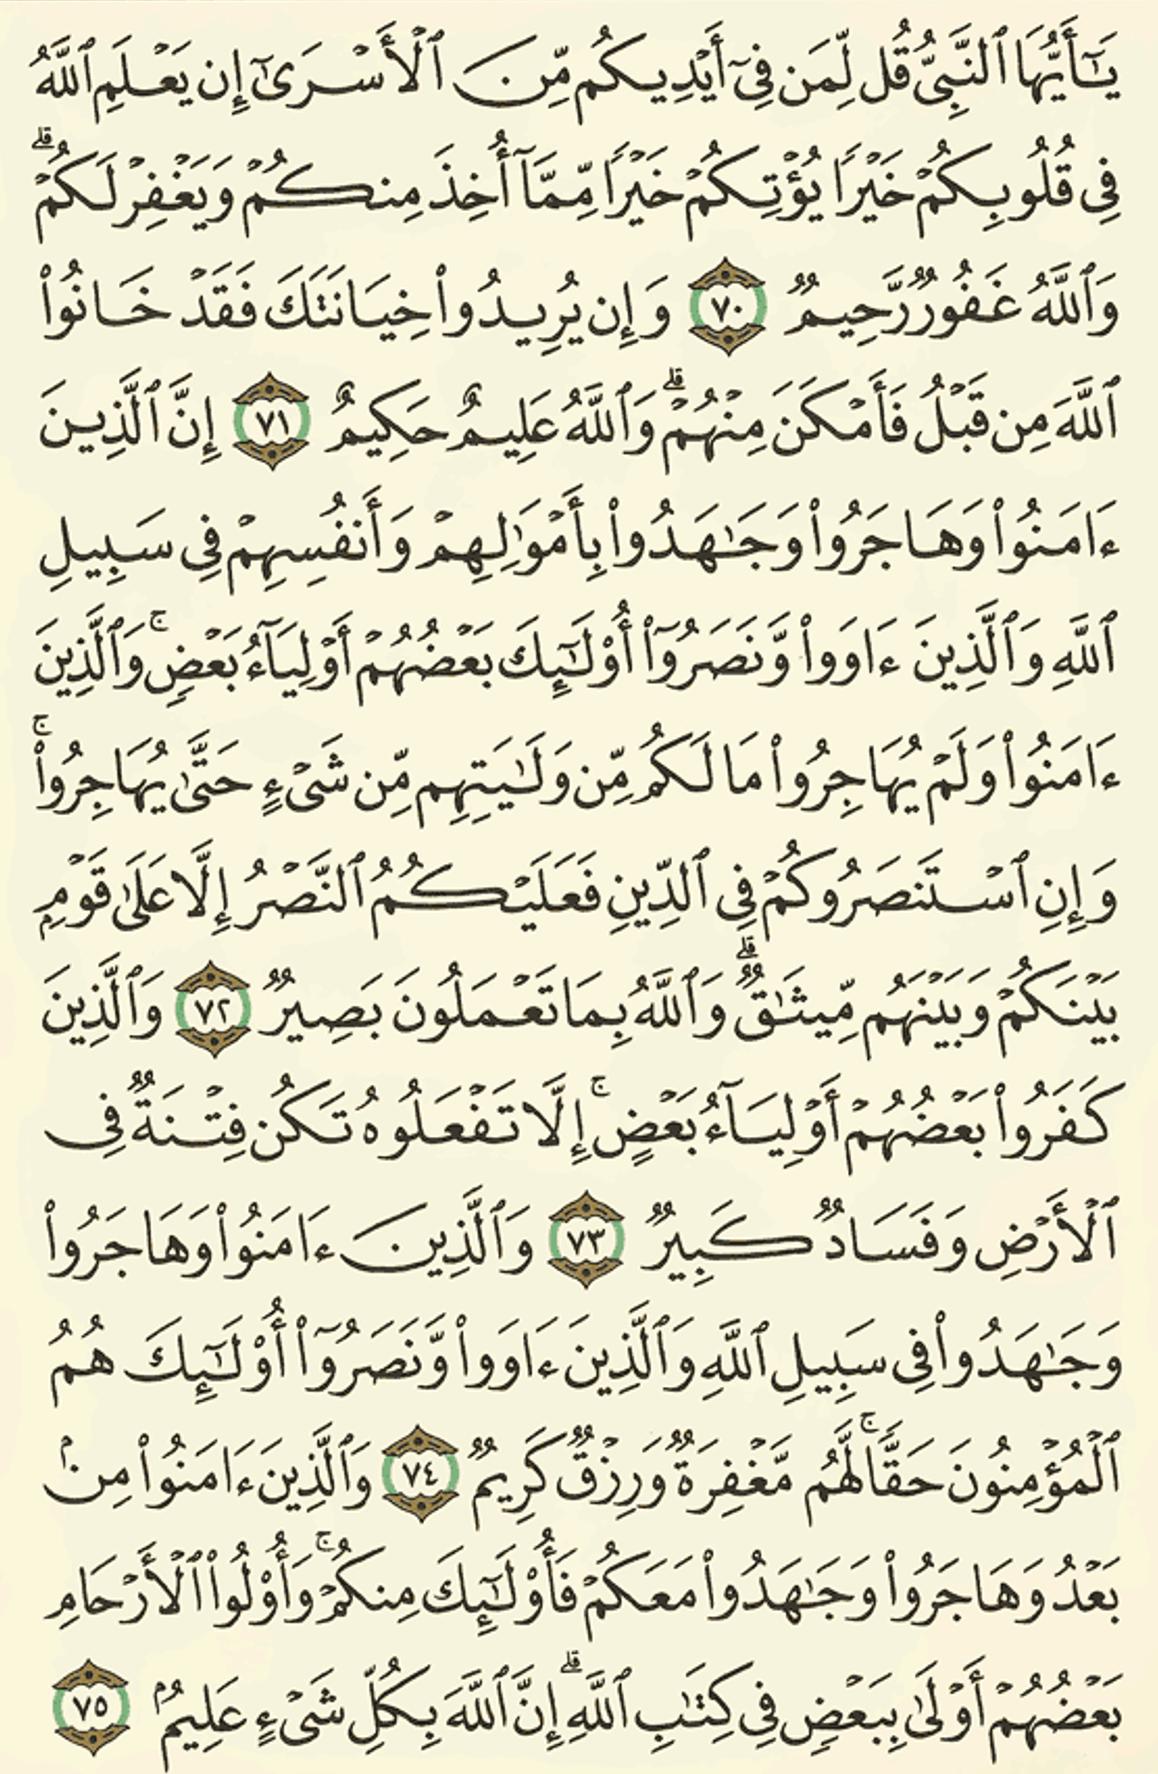 يَـٰٓأَيُّهَا ٱلنَّبِىُّ قُل لِّمَن فِىٓ أَيْدِيكُم مِّنَ ٱلْأَسْرَىٰٓ إِن يَعْلَمِ ٱللَّهُ
فِى قُلُوبِكُمْ خَيْرًا يُؤْتِكُمْ خَيْرًا مِّمَّآ أُخِذَ مِنكُمْ وَيَغْفِرْ لَكُمْ ۗ
وَٱللَّهُ غَفُورٌ رَّحِيمٌ ٧٠ وَإِن يُرِيدُوا۟ خِيَانَتَكَ فَقَدْ خَانُوا۟
ٱللَّهَ مِن قَبْلُ فَأَمْكَنَ مِنْهُمْ ۗ وَٱللَّهُ عَلِيمٌ حَكِيمٌ ٧١ إِنَّ ٱلَّذِينَ
ءَامَنُوا۟ وَهَاجَرُوا۟ وَجَـٰهَدُوا۟ بِأَمْوَٰلِهِمْ وَأَنفُسِهِمْ فِى سَبِيلِ
ٱللَّهِ وَٱلَّذِينَ ءَاوَوا۟ وَّنَصَرُوٓا۟ أُو۟لَـٰٓئِكَ بَعْضُهُمْ أَوْلِيَآءُ بَعْضٍ ۚ وَٱلَّذِينَ
ءَامَنُوا۟ وَلَمْ يُهَاجِرُوا۟ مَا لَكُم مِّن وَلَـٰيَتِهِم مِّن شَىْءٍ حَتَّىٰ يُهَاجِرُوا۟ ۚ
وَإِنِ ٱسْتَنصَرُوكُمْ فِى ٱلدِّينِ فَعَلَيْكُمُ ٱلنَّصْرُ إِلَّا عَلَىٰ قَوْمٍ
بَيْنَكُمْ وَبَيْنَهُم مِّيثَـٰقٌ ۗ وَٱللَّهُ بِمَا تَعْمَلُونَ بَصِيرٌ ٧٢ وَٱلَّذِينَ
كَفَرُوا۟ بَعْضُهُمْ أَوْلِيَآءُ بَعْضٍ ۚ إِلَّا تَفْعَلُوهُ تَكُن فِتْنَةٌ فِى
ٱلْأَرْضِ وَفَسَادٌ كَبِيرٌ ٧٣ وَٱلَّذِينَ ءَامَنُوا۟ وَهَاجَرُوا۟
وَجَـٰهَدُوا۟ فِى سَبِيلِ ٱللَّهِ وَٱلَّذِينَ ءَاوَوا۟ وَّنَصَرُوٓا۟ أُو۟لَـٰٓئِكَ هُمُ
ٱلْمُؤْمِنُونَ حَقًّا ۚ لَّهُم مَّغْفِرَةٌ وَرِزْقٌ كَرِيمٌ ٧٤ وَٱلَّذِينَ ءَامَنُوا۟ مِنۢ
بَعْدُ وَهَاجَرُوا۟ وَجَـٰهَدُوا۟ مَعَكُمْ فَأُو۟لَـٰٓئِكَ مِنكُمْ ۚ وَأُو۟لُوا۟ ٱلْأَرْحَامِ
بَعْضُهُمْ أَوْلَىٰ بِبَعْضٍ فِى كِتَـٰبِ ٱللَّهِ ۗ إِنَّ ٱللَّهَ بِكُلِّ شَىْءٍ عَلِيمٌۢ ٧٥